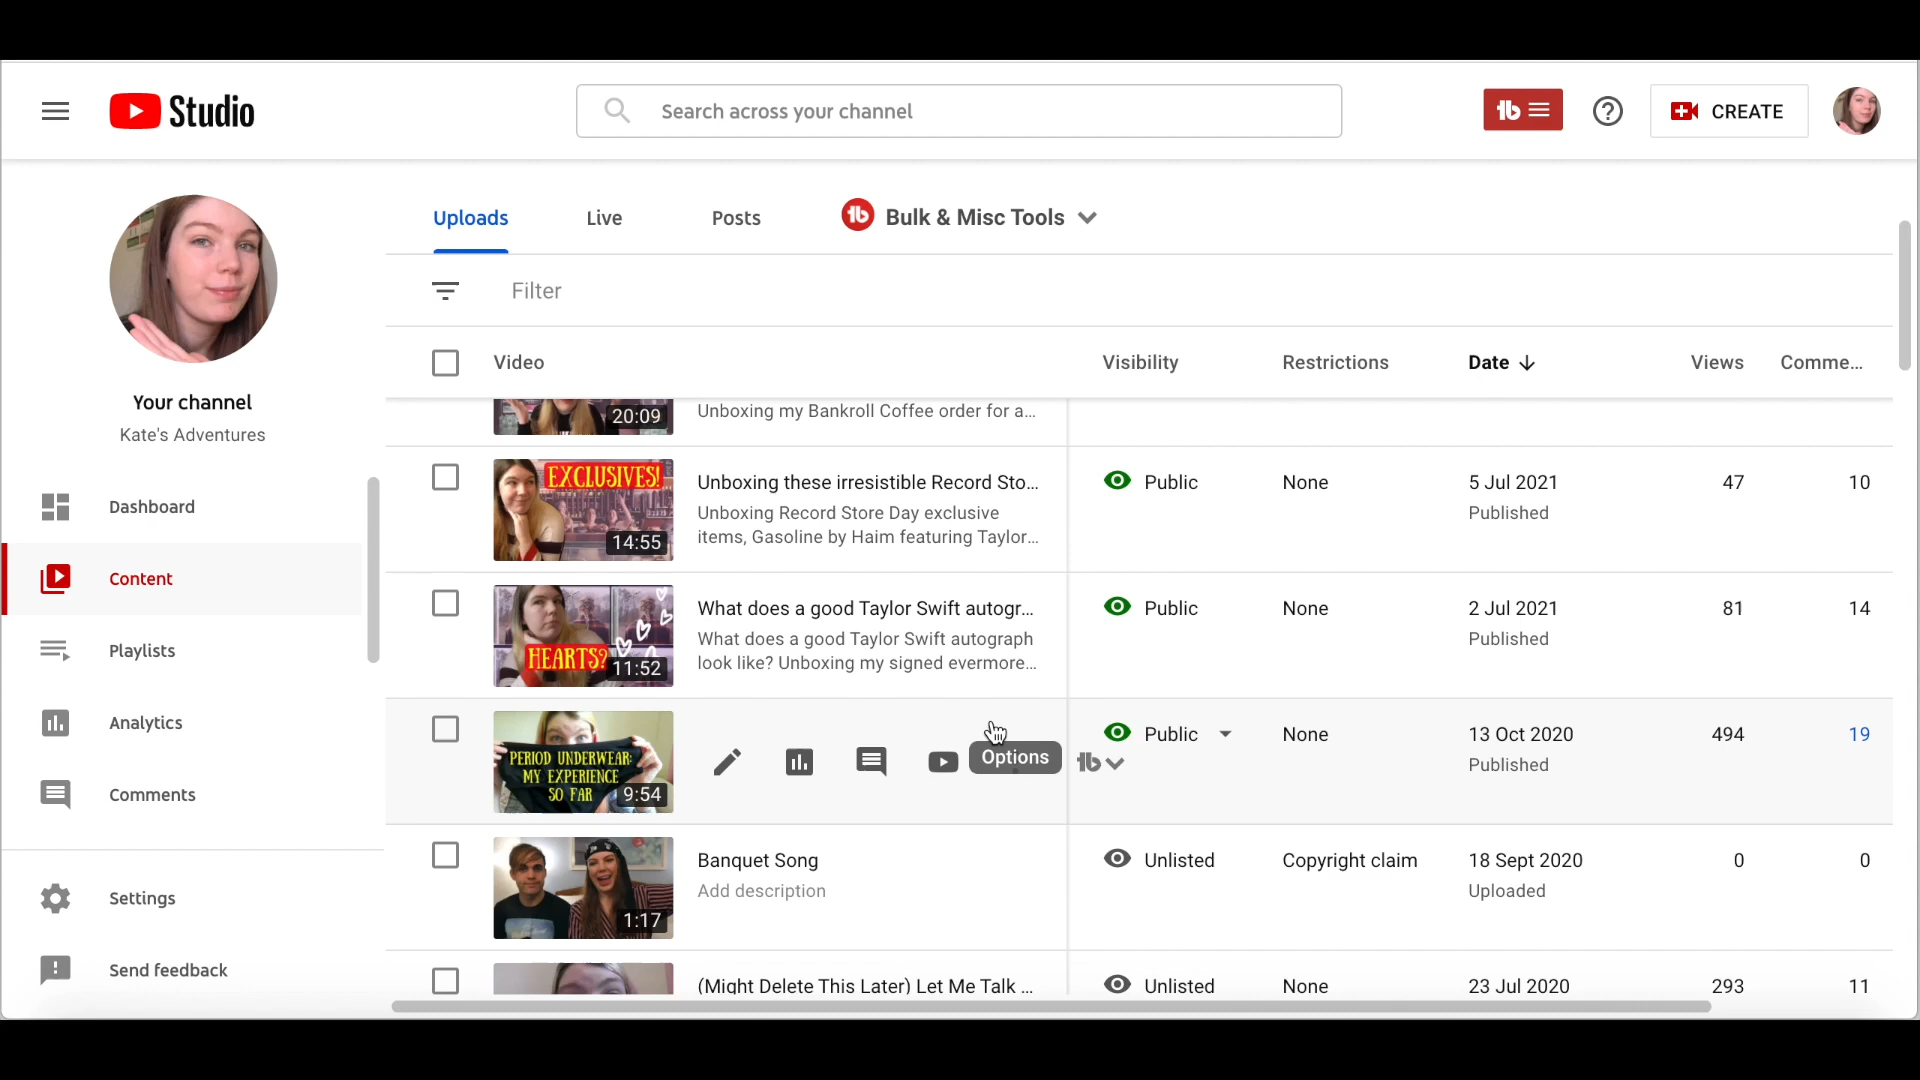 Studio
Search across your channel
CREATE
Your channel
Kate's Adventures
Dashboard
Content
Playlists
Analytics
Comments
Settings
Send feedback
Uploads
Live
Posts
tb Bulk & Misc Tools
Filter
Video
Visibility
Restrictions
Date
Views
Comme...
20:09
Unboxing my Bankroll Coffee order for a...
EXCLUSIVES!
14:55
Unboxing these irresistible Record Sto...
Unboxing Record Store Day exclusive
items, Gasoline by Haim featuring Taylor...
Public
None
5 Jul 2021
Published
47
10
HEARTS?
11:52
What does a good Taylor Swift autogr...
What does a good Taylor Swift autograph
look like? Unboxing my signed evermore...
Public
None
2 Jul 2021
Published
81
14
PERIOD UNDERWEAR:
MY EXPERIENCE
SO FAR
9:54
Options
tb
Public
None
13 Oct 2020
Published
494
19
1:17
Banquet Song
Add description
Unlisted
Copyright claim
18 Sept 2020
Uploaded
0
0
(Might Delete This Later) Let Me Talk ...
Unlisted
None
23 Jul 2020
293
11